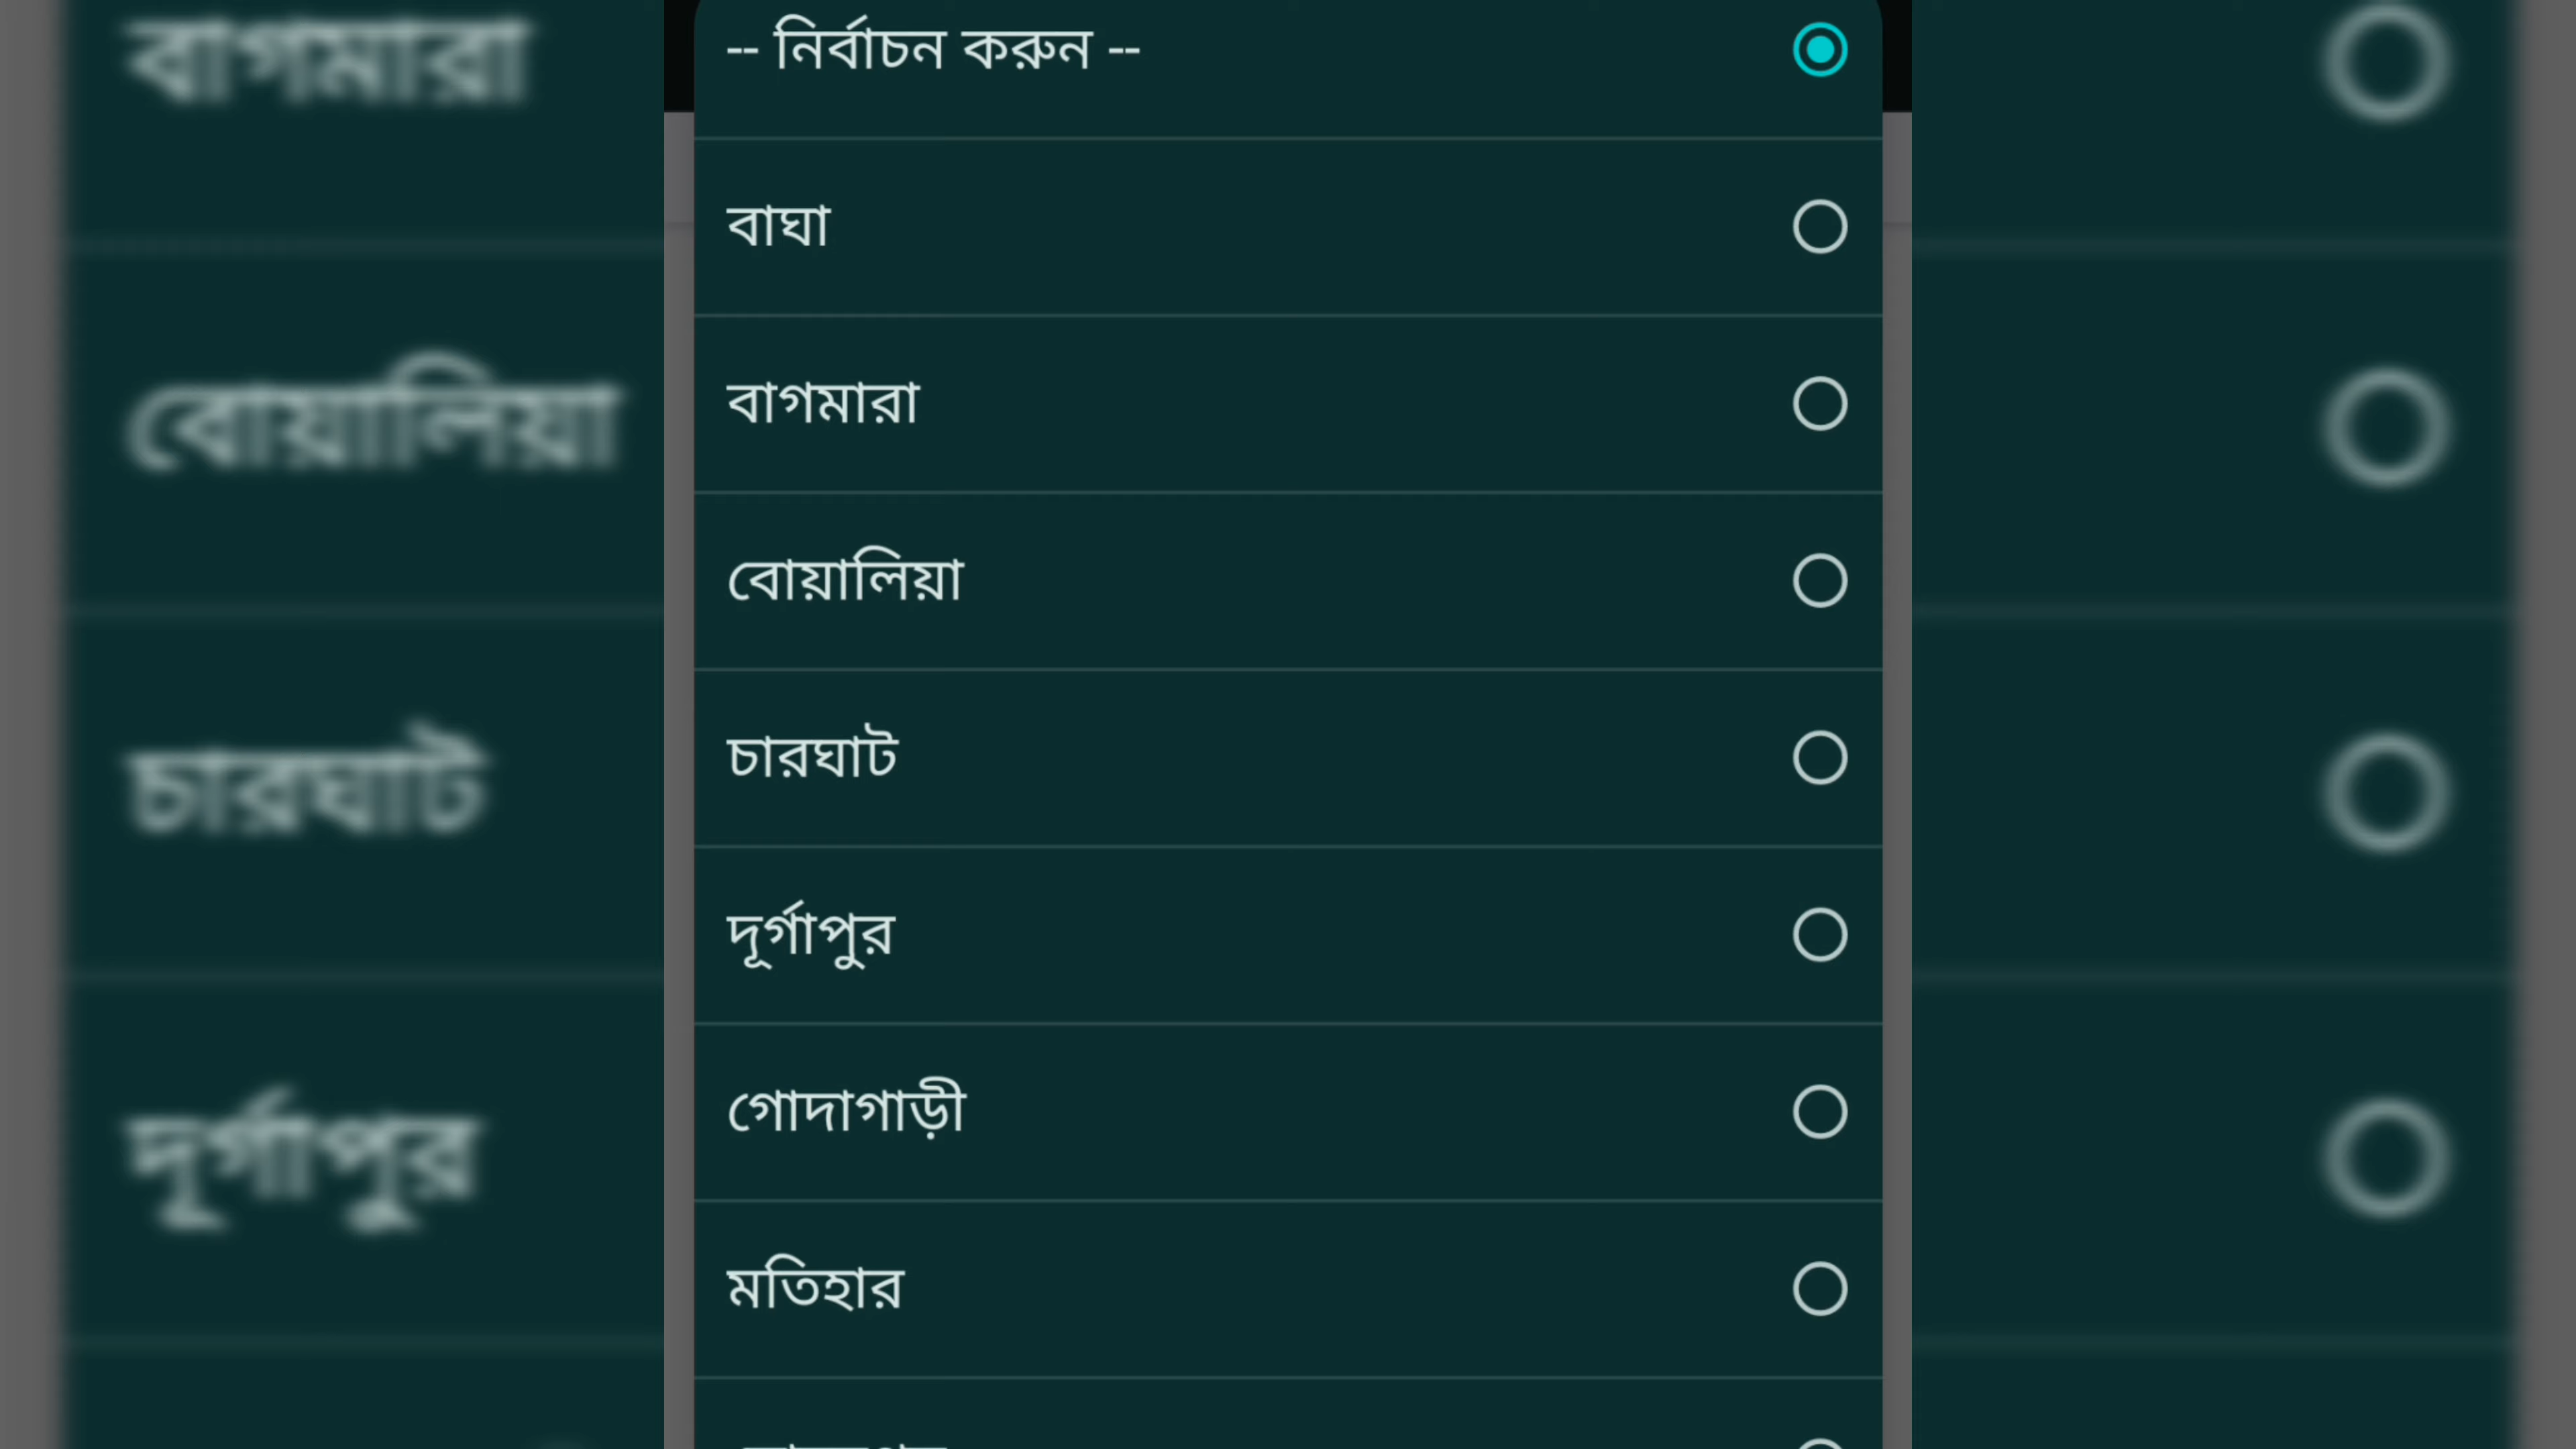 -- নির্বাচন করুন --
বাঘা
বাগমারা
বোয়ালিয়া
চারঘাট
দূর্গাপুর
গোদাগাড়ী
মতিহার